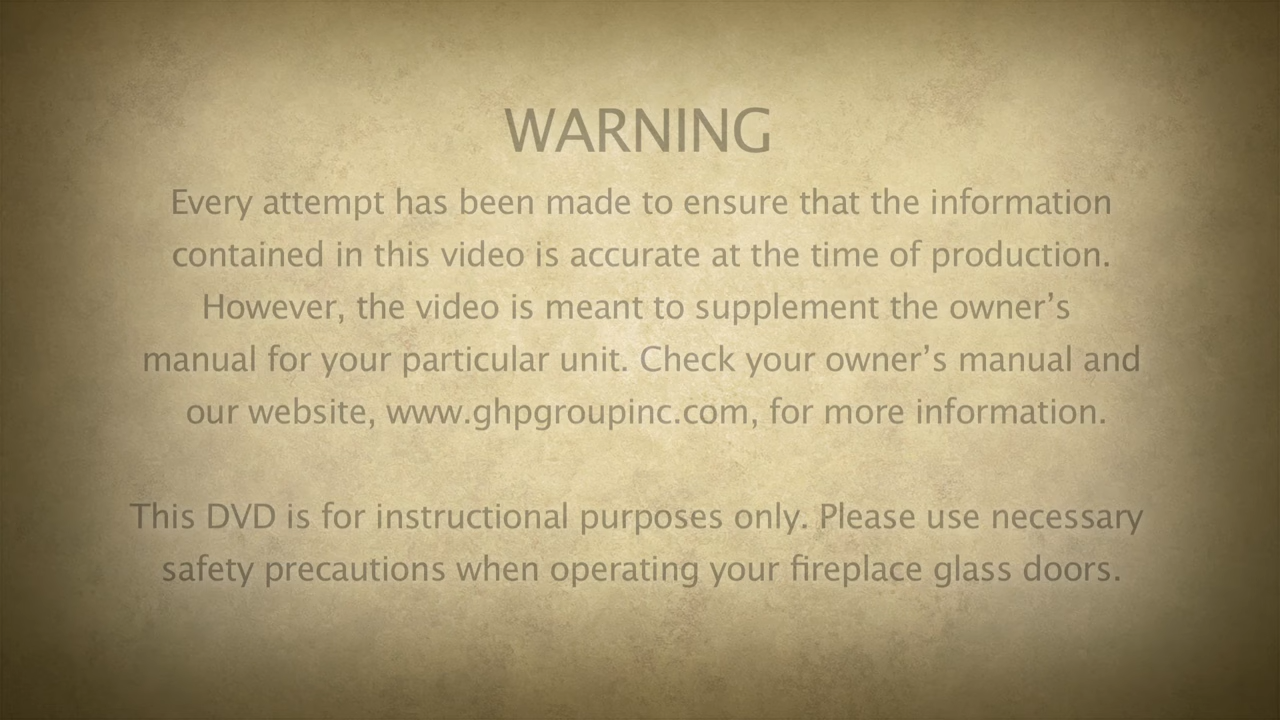 WARNING
Every attempt has been made to ensure that the information
contained in this video is accurate at the time of production.
However, the video is meant to supplement the owner’s
manual for your particular unit. Check your owner’s manual and
our website, www.ghpgroupinc.com, for more information.
This DVD is for instructional purposes only. Please use necessary
safety precautions when operating your fireplace glass doors.